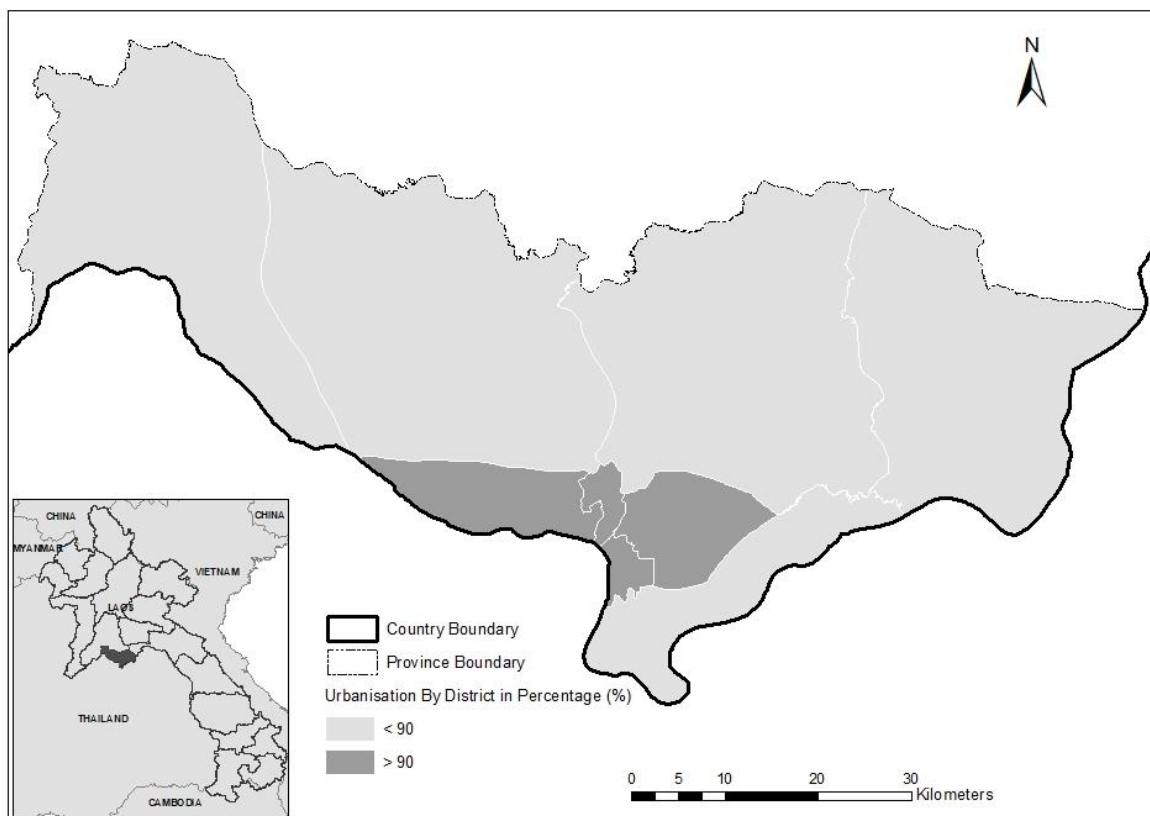 N
CHINA
CHINA
MYANMAR
VIETNAM
LAOS
THAILAND
CAMBODIA
Country Boundary
Province Boundary
Urbanisation By District in Percentage (%)
< 90
> 90
0 5 10 20 30
Kilometers